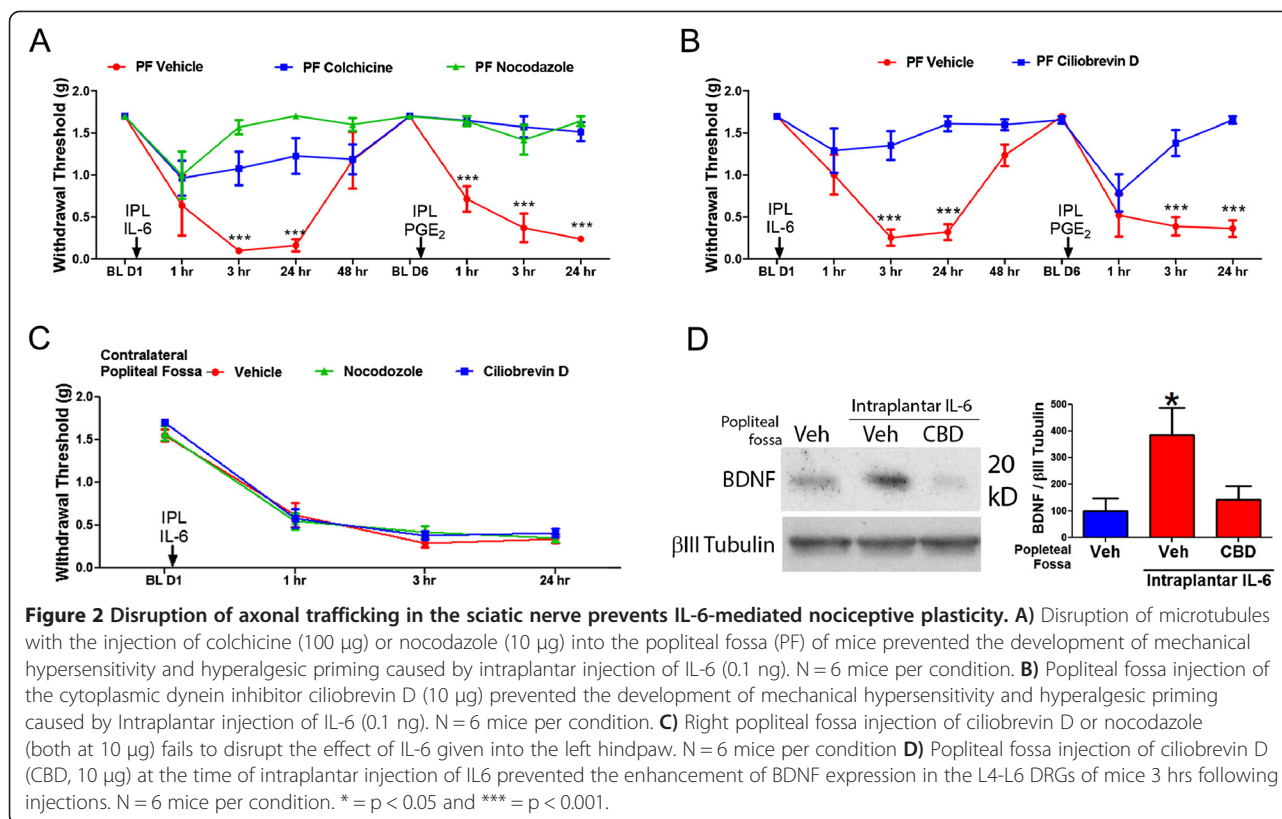 A
PF Vehicle PF Colchicine PF Nocodazole
Withdrawal Threshold (g)
2.0
1.5
1.0
0.5
0.0
IPL
IL-6
***
***
IPL
PGE2
***
***
***
BL D1 1 hr 3 hr 24 hr 48 hr BL D6 1 hr 3 hr 24 hr
B
PF Vehicle PF Ciliobrevin D
Withdrawal Threshold (g)
2.0
1.5
1.0
0.5
0.0
IPL
IL-6
***
***
IPL
PGE2
***
***
BL D1 1 hr 3 hr 24 hr 48 hr BL D6 1 hr 3 hr 24 hr
C
Contralateral
Popliteal Fossa Vehicle Nocodozole Ciliobrevin D
Withdrawal Threshold (g)
2.0
1.5
1.0
0.5
0.0
IPL
IL-6
BL D1 1 hr 3 hr 24 hr
D
Intraplantar IL-6
Popliteal
fossa
Veh Veh CBD
BDNF
20
kD
βIII Tubulin
BDNF / βIII Tubulin
500
400
300
200
100
0
*
Popleteal
Fossa
Veh Veh CBD
Intraplantar IL-6
Figure 2 Disruption of axonal trafficking in the sciatic nerve prevents IL-6-mediated nociceptive plasticity. A) Disruption of microtubules
with the injection of colchicine (100 μg) or nocodazole (10 μg) into the popliteal fossa (PF) of mice prevented the development of mechanical
hypersensitivity and hyperalgesic priming caused by intraplantar injection of IL-6 (0.1 ng). N = 6 mice per condition. B) Popliteal fossa injection of
the cytoplasmic dynein inhibitor ciliobrevin D (10 μg) prevented the development of mechanical hypersensitivity and hyperalgesic priming
caused by Intraplantar injection of IL-6 (0.1 ng). N = 6 mice per condition. C) Right popliteal fossa injection of ciliobrevin D or nocodazole
(both at 10 μg) fails to disrupt the effect of IL-6 given into the left hindpaw. N = 6 mice per condition D) Popliteal fossa injection of ciliobrevin D
(CBD, 10 μg) at the time of intraplantar injection of IL6 prevented the enhancement of BDNF expression in the L4-L6 DRGs of mice 3 hrs following
injections. N = 6 mice per condition. * = p < 0.05 and *** = p < 0.001.